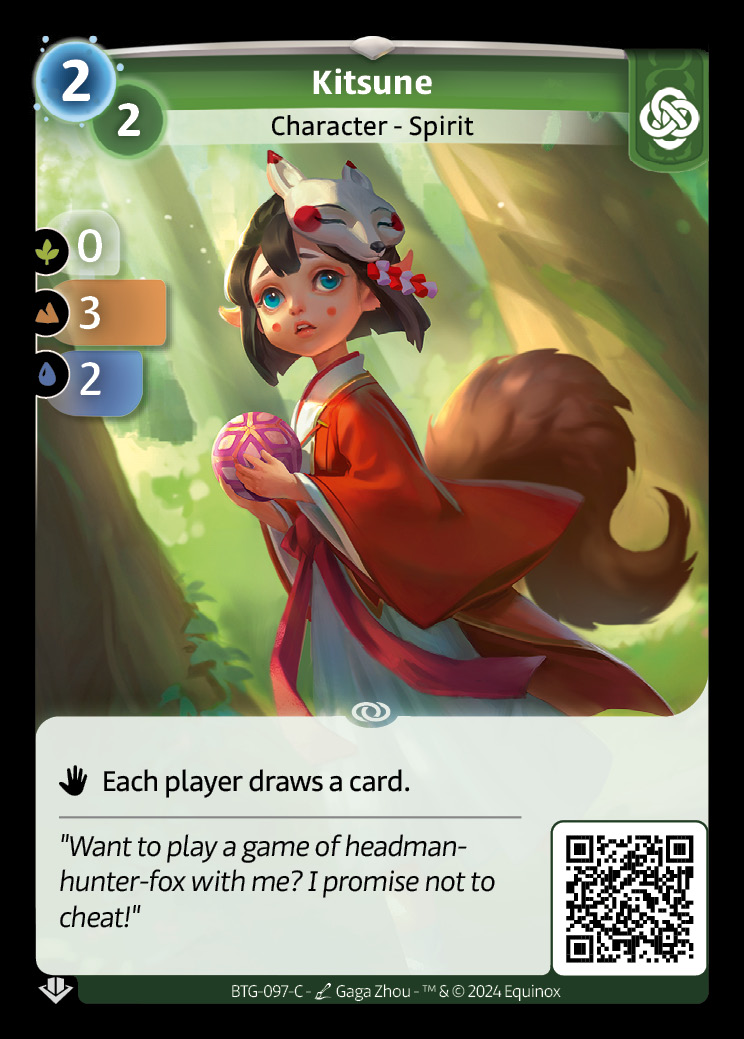 2
Kitsune
2
Character - Spirit
0
3
2
Each player draws a card.
"Want to play a game of headman-
hunter-fox with me? I promise not to
cheat!"
BTG-097-C - Gaga Zhou - ™ & © 2024 Equinox